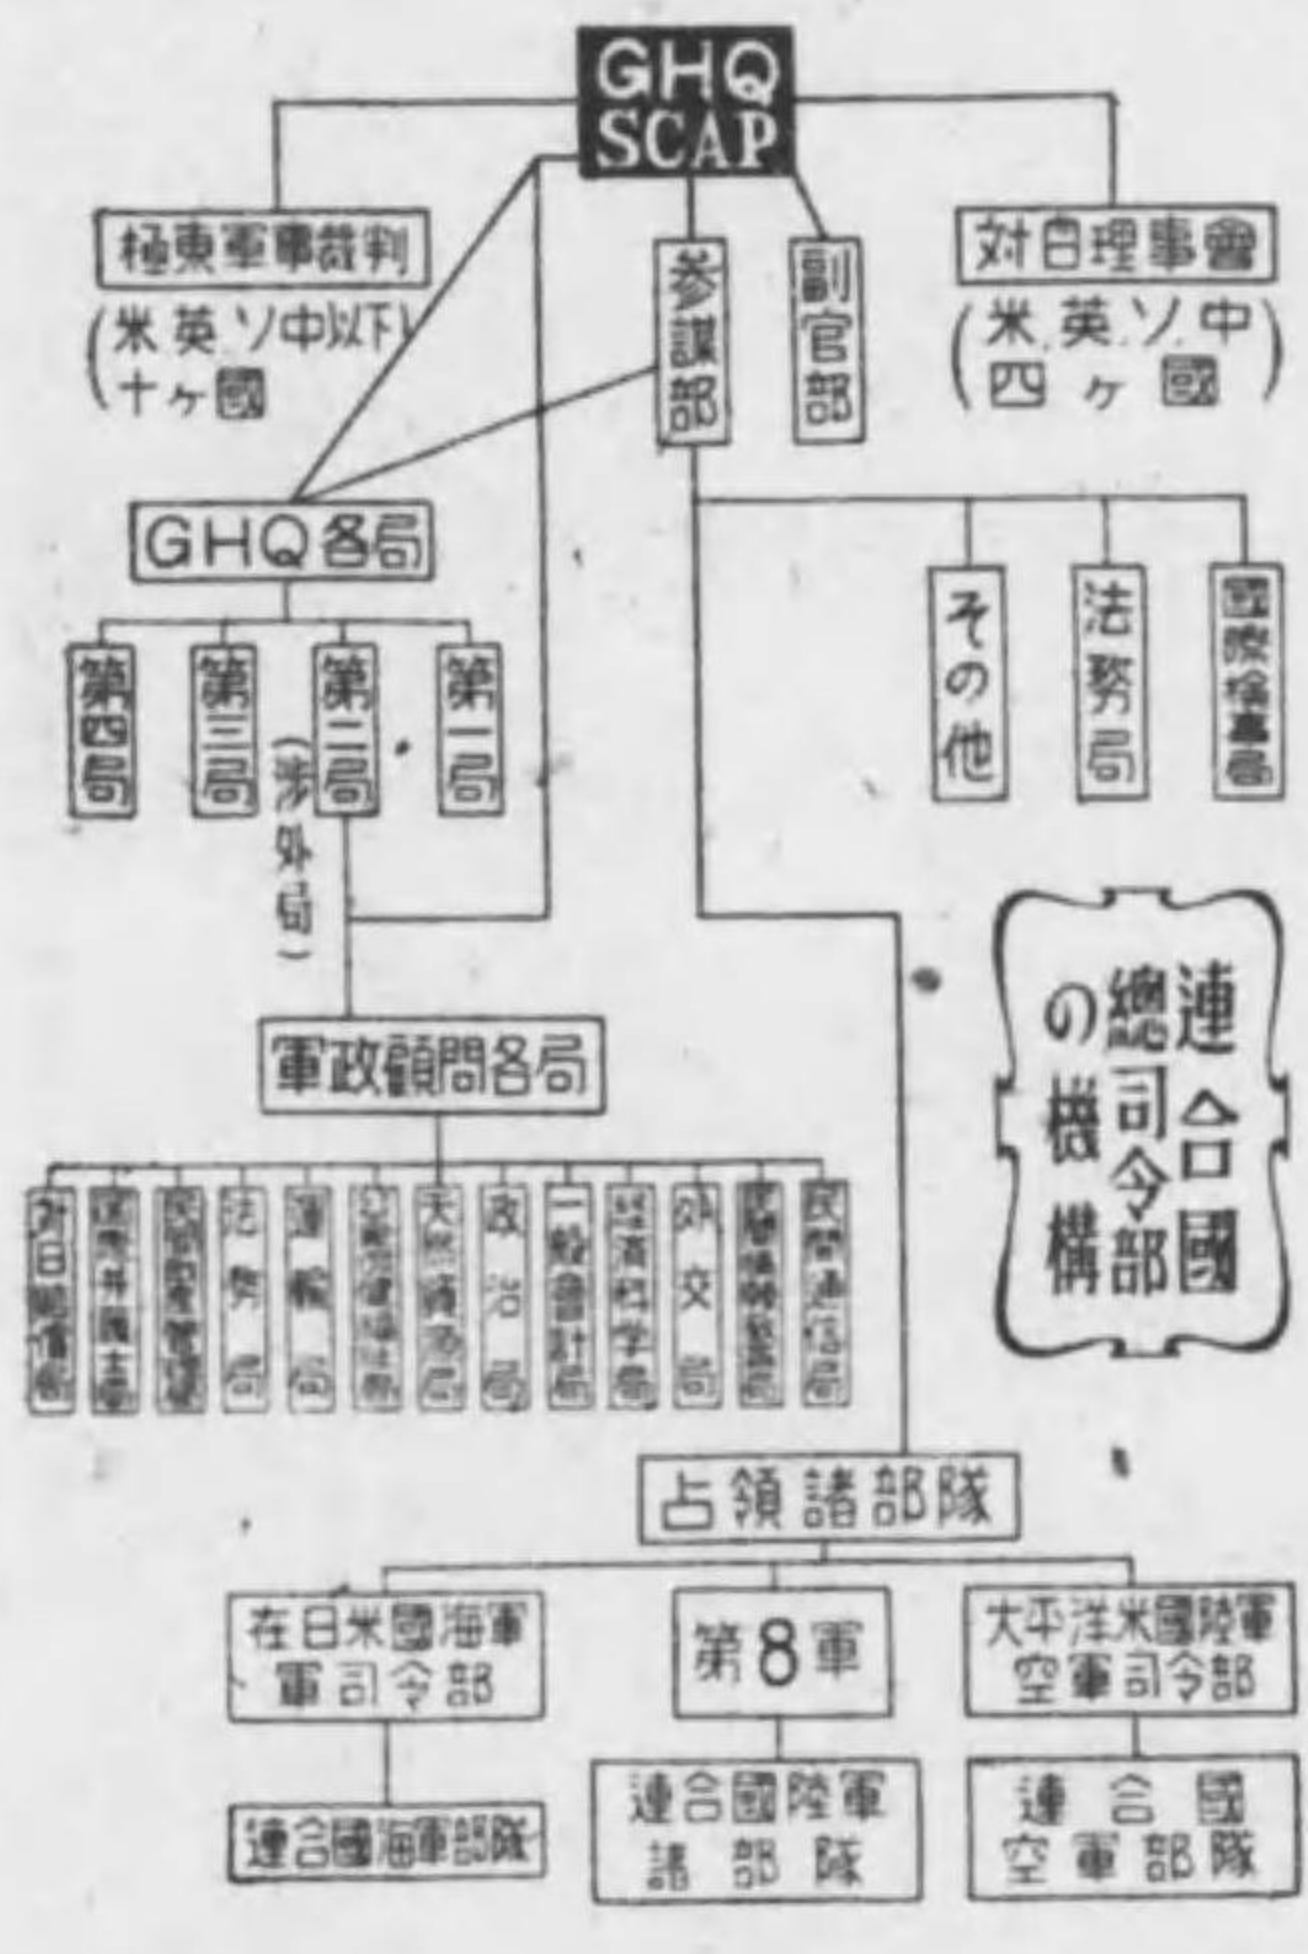 GHQ
SCAP
極東軍事裁判
(米.英.ソ.中以下
十ヶ國)
参謀部
副官部
対日理事會
(米.英.ソ.中
四ヶ國)
GHQ各局
第四局
第三局
第二局
(渉外局)
第一局
その他
法務局
國際検事局
連合國
總司令部
の機構
軍政顧問各局
対日賠償局
法務局
運輸局
天然資源局
政治局
一般會計局
経済科学局
外交局
民間通信局
占領諸部隊
在日米國海軍
軍司令部
第8軍
太平洋米國陸軍
空軍司令部
連合國海軍部隊
連合國陸軍
諸部隊
連合國
空軍部隊